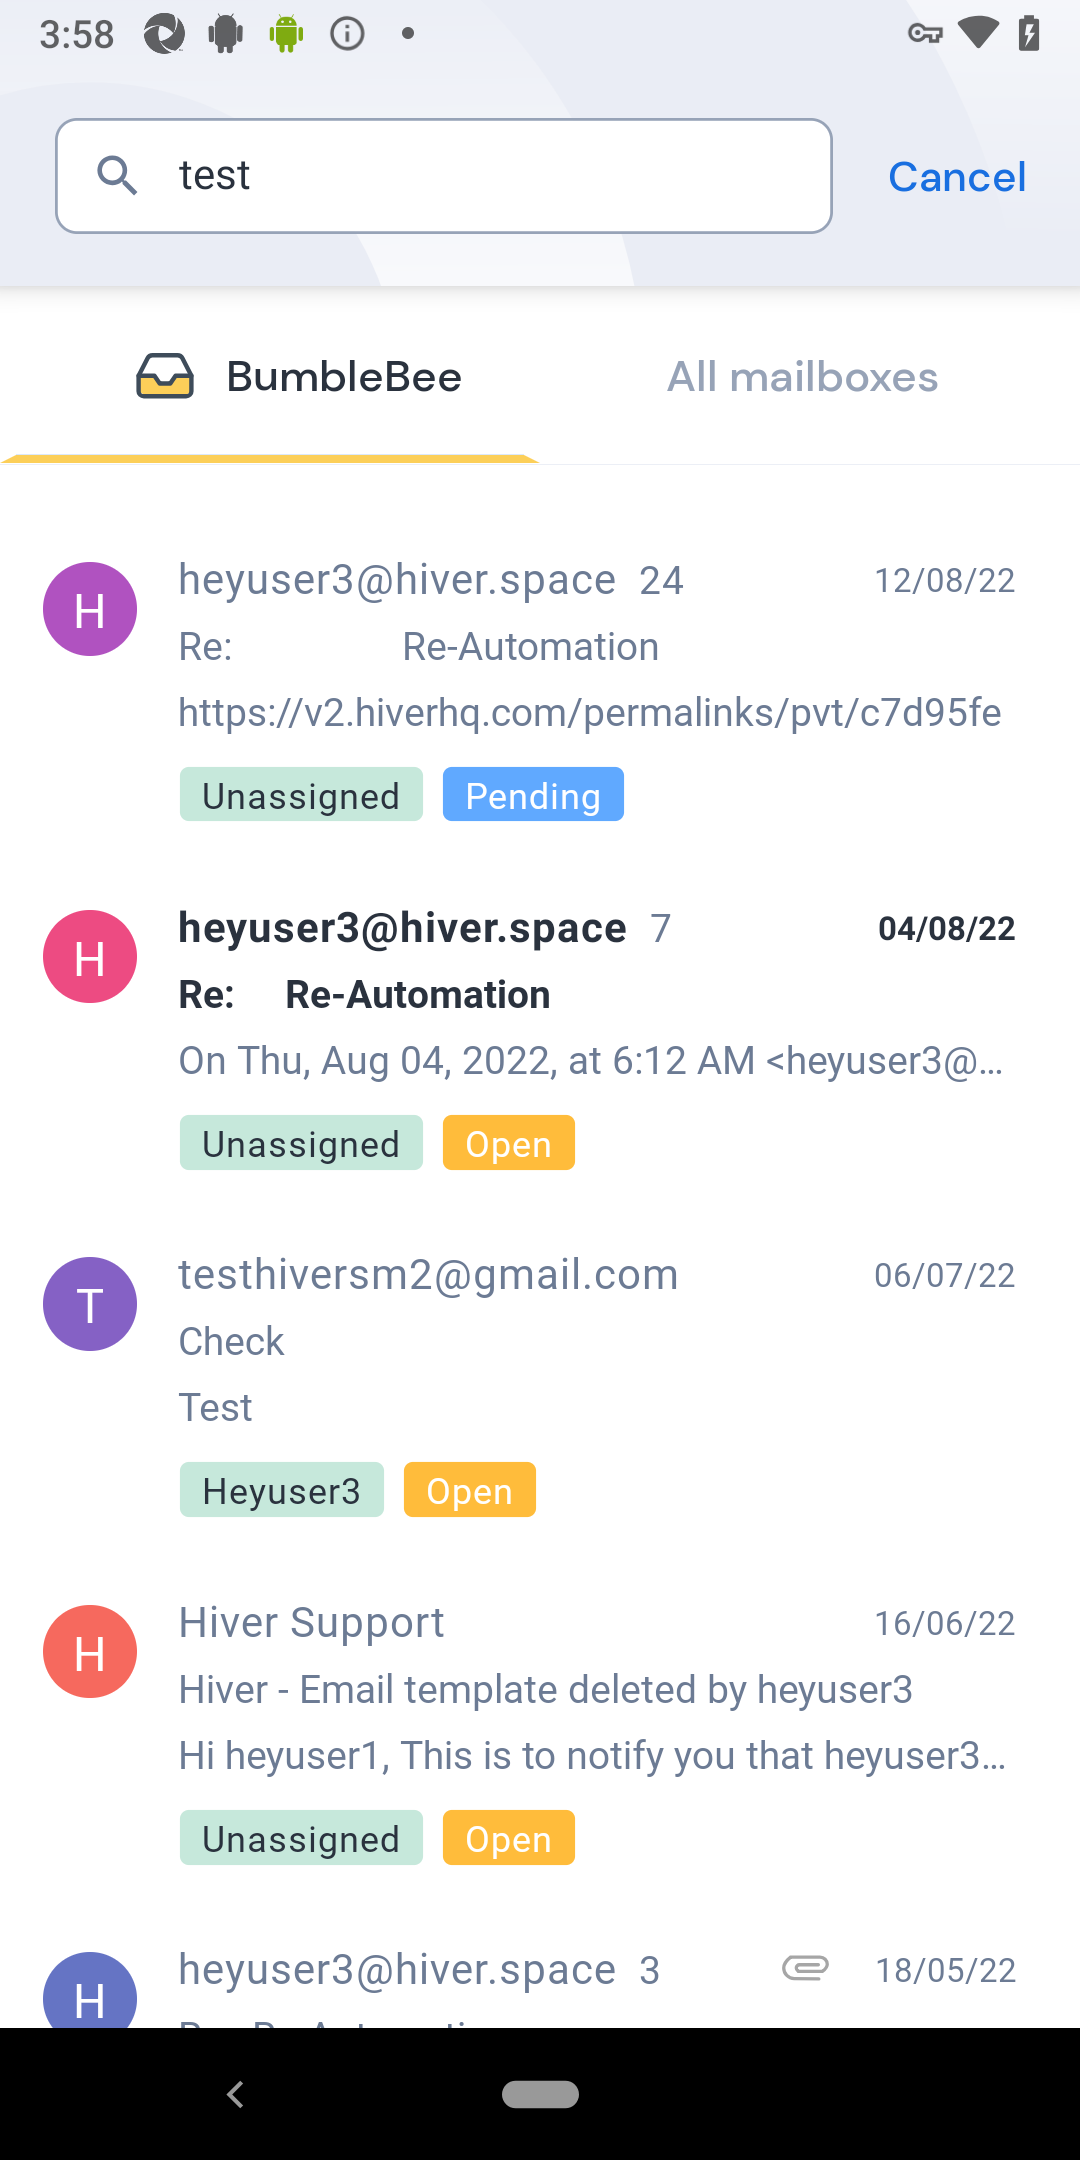 3:58
test
Cancel
BumbleBee
All mailboxes
H
heyuser3@hiver.space 24
12/08/22
Re: Re-Automation
https://v2.hiverhq.com/permalinks/pvt/c7d95fe
Unassigned
Pending
H
heyuser3@hiver.space 7
04/08/22
Re: Re-Automation
On Thu, Aug 04, 2022, at 6:12 AM <heyuser3@...
Unassigned
Open
T
testhiversm2@gmail.com
06/07/22
Check
Test
Heyuser3
Open
H
Hiver Support
16/06/22
Hiver - Email template deleted by heyuser3
Hi heyuser1, This is to notify you that heyuser3...
Unassigned
Open
H
heyuser3@hiver.space 3
18/05/22